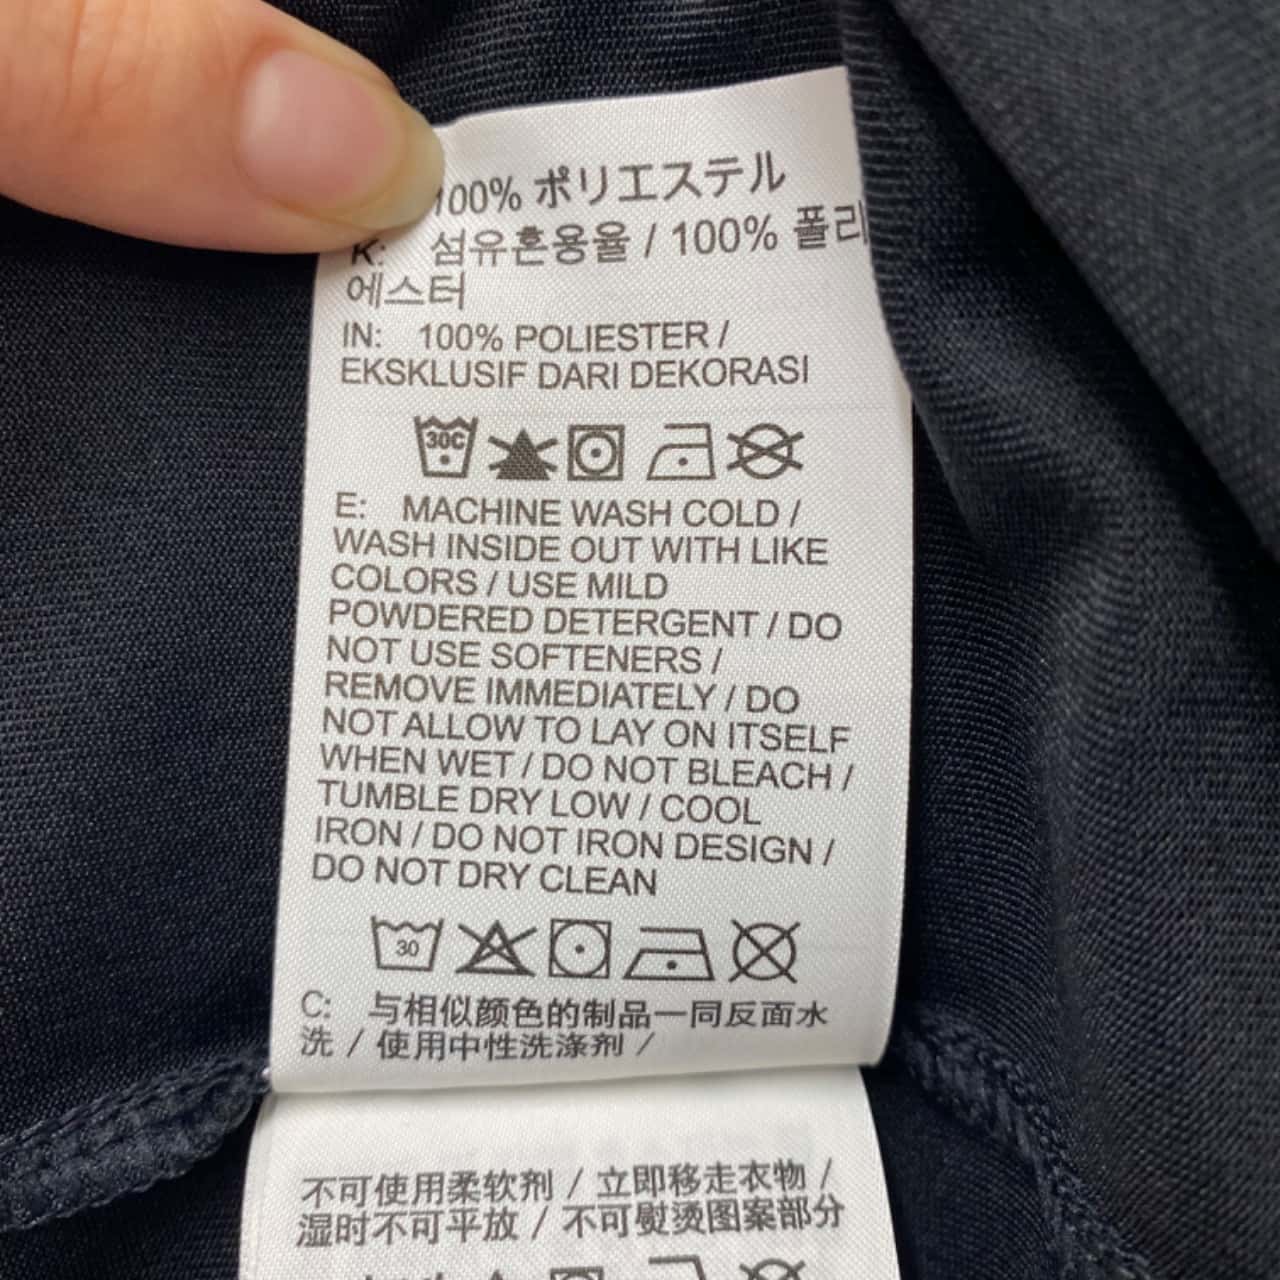 100% ポリエステル
K: 섬유혼용율 / 100% 폴리
에스터
IN: 100% POLIESTER /
EKSKLUSIF DARI DEKORASI
30C
E: MACHINE WASH COLD /
WASH INSIDE OUT WITH LIKE
COLORS / USE MILD
POWDERED DETERGENT / DO
NOT USE SOFTENERS /
REMOVE IMMEDIATELY / DO
NOT ALLOW TO LAY ON ITSELF
WHEN WET / DO NOT BLEACH /
TUMBLE DRY LOW / COOL
IRON / DO NOT IRON DESIGN /
DO NOT DRY CLEAN
30
C: 与相似颜色的制品一同反面水
洗 / 使用中性洗涤剂 /
不可使用柔软剂 / 立即移走衣物 /
湿时不可平放 / 不可熨烫图案部分